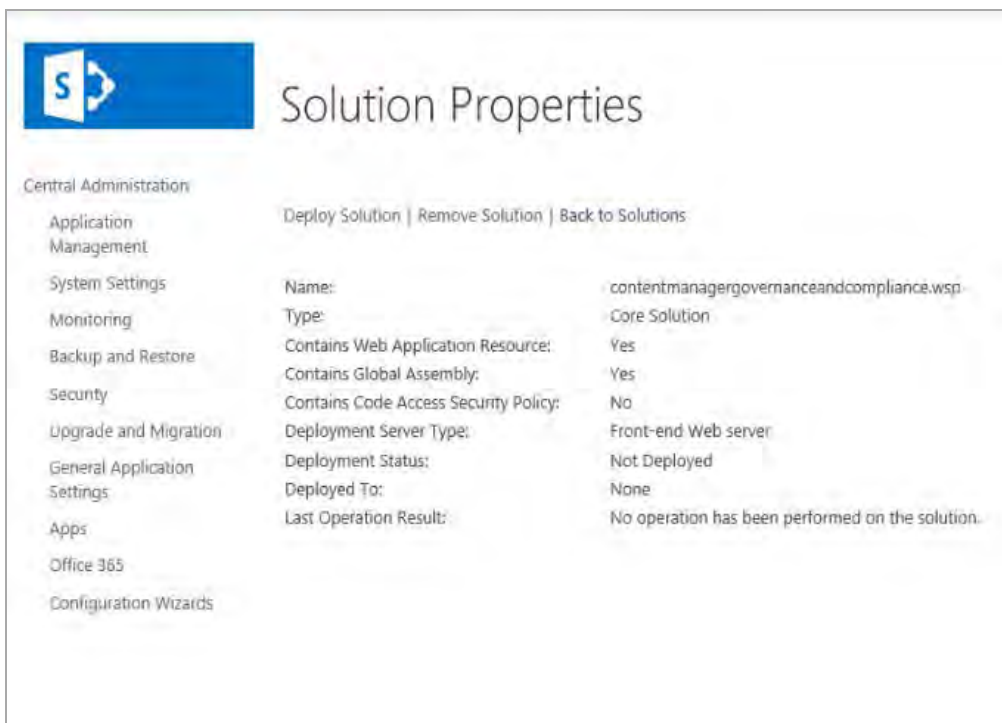 S
Solution Properties
Central Administration
Application
Management
System Settings
Monitoring
Backup and Restore
Security
Upgrade and Migration
General Application
Settings
Apps
Office 365
Configuration Wizards
Deploy Solution | Remove Solution | Back to Solutions
Name: contentmanagergovernanceandcompliance.wsp
Type: Core Solution
Contains Web Application Resource: Yes
Contains Global Assembly: Yes
Contains Code Access Security Policy: No
Deployment Server Type: Front-end Web server
Deployment Status: Not Deployed
Deployed To: None
Last Operation Result: No operation has been performed on the solution.